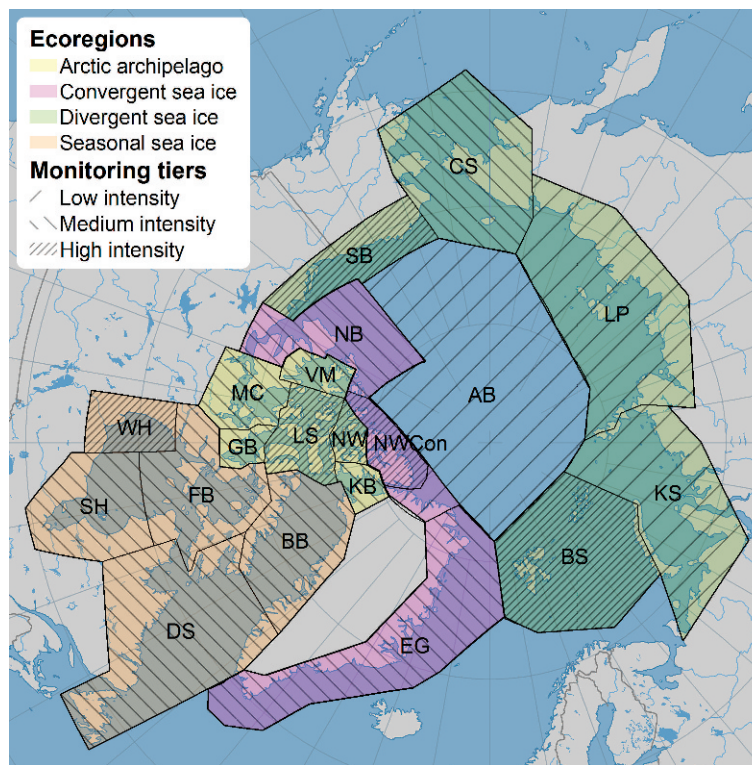 Ecoregions
Arctic archipelago
Convergent sea ice
Divergent sea ice
Seasonal sea ice
Monitoring tiers
Low intensity
Medium intensity
High intensity
CS
SB
LP
NB
VM
MC
AB
WH
GB
LS
NW
NWCon
KB
FB
SH
KS
BB
BS
DS
EG